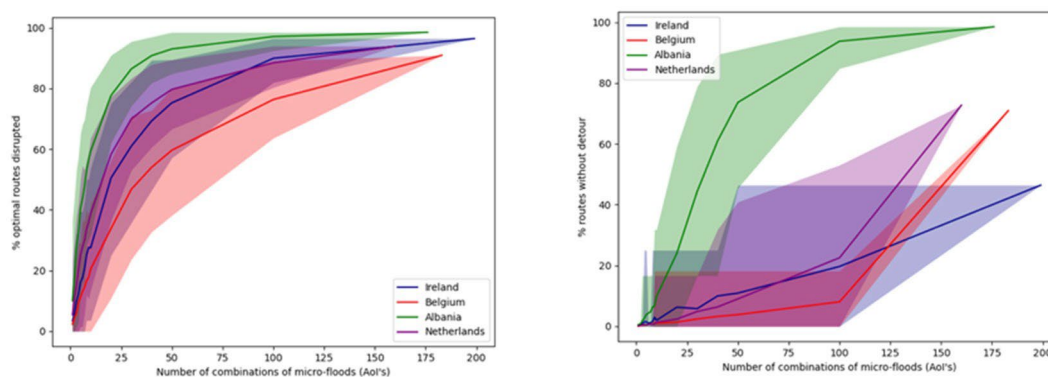 100
80
60
40
20
0
% optimal routes disrupted
0 25 50 75 100 125 150 175 200
Number of combinations of micro-floods (AoI's)
Ireland
Belgium
Albania
Netherlands
100
80
60
40
20
0
% routes without detour
0 25 50 75 100 125 150 175 200
Number of combinations of micro-floods (AoI's)
Ireland
Belgium
Albania
Netherlands